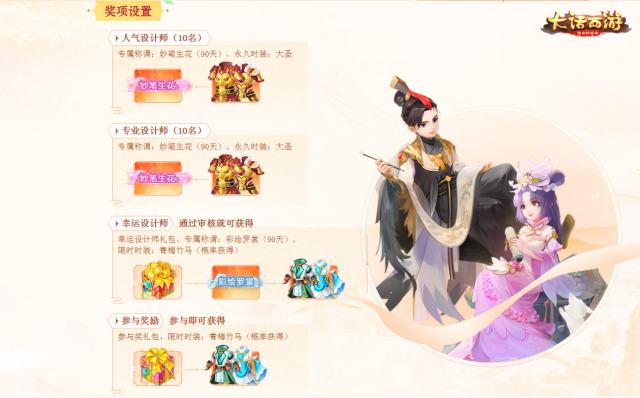 奖项设置
大话西游
人气设计师（10名）
专属称谓：妙笔生花（90天）、永久时装：大圣
妙笔生花
专业设计师（10名）
专属称谓：妙笔生花（90天）、永久时装：大圣
妙笔生花
幸运设计师 通过审核就可获得
幸运设计师礼包、专属称谓：彩绘罗裳（90天）、
限时时装：青梅竹马（概率获得）
彩绘罗裳
参与奖励 参与即可获得
参与奖礼包、限时时装：青梅竹马（概率获得）